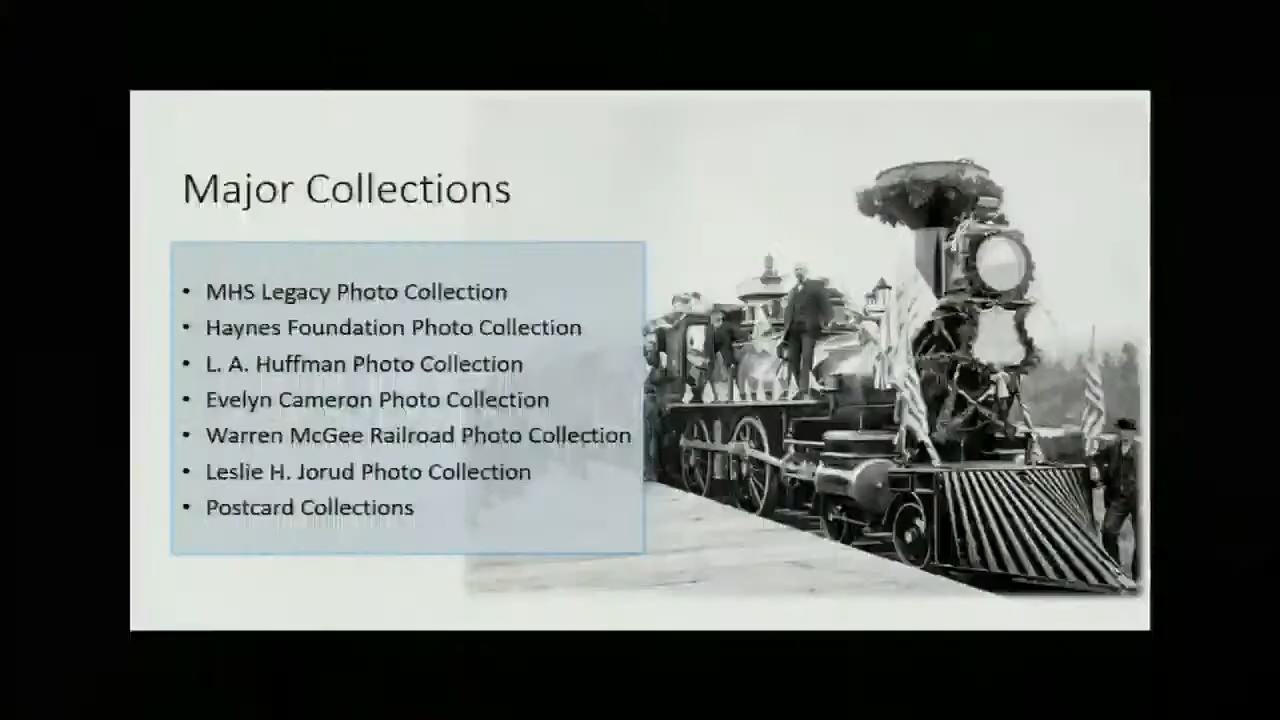 Major Collections
• MHS Legacy Photo Collection
• Haynes Foundation Photo Collection
• L. A. Huffman Photo Collection
• Evelyn Cameron Photo Collection
• Warren McGee Railroad Photo Collection
• Leslie H. Jorud Photo Collection
• Postcard Collections